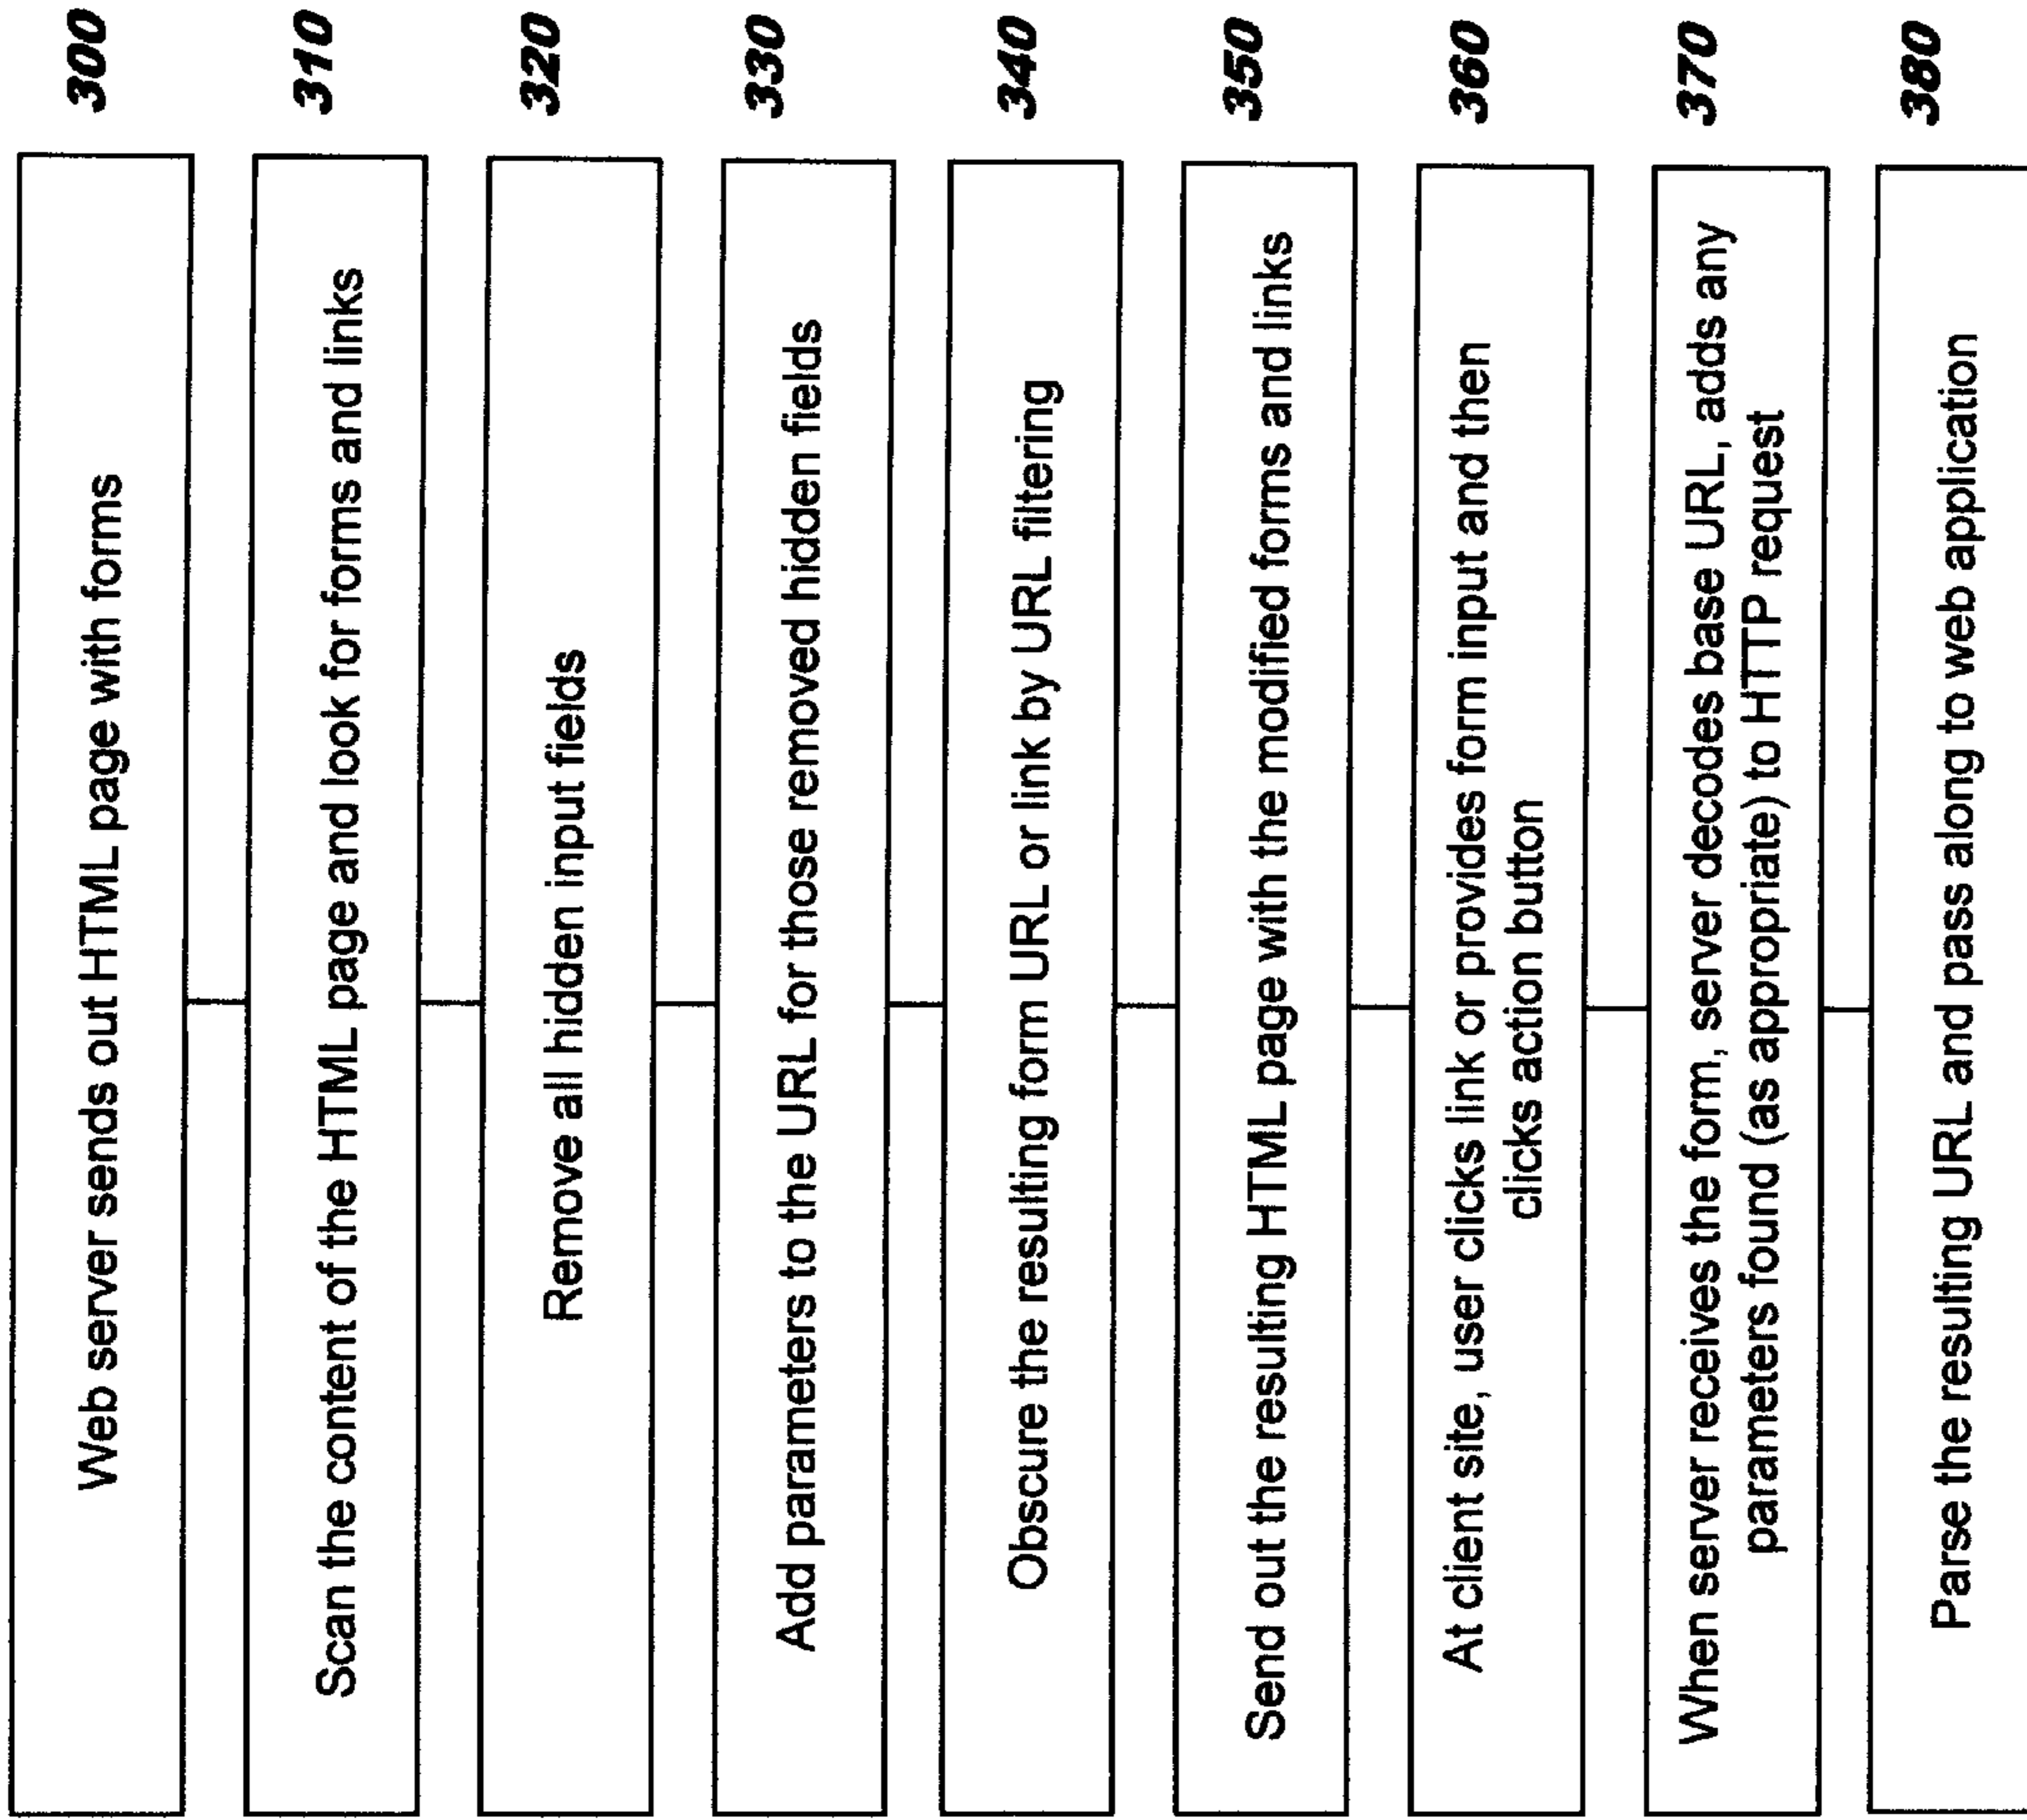 Web server sends out HTML page with forms
300
Scan the content of the HTML page and look for forms and links
310
Remove all hidden input fields
320
Add parameters to the URL for those removed hidden fields
330
Obscure the resulting form URL or link by URL filtering
340
Send out the resulting HTML page with the modified forms and links
350
At client site, user clicks link or provides form input and then
clicks action button
360
When server receives the form, server decodes base URL, adds any
parameters found (as appropriate) to HTTP request
370
Parse the resulting URL and pass along to web application
380